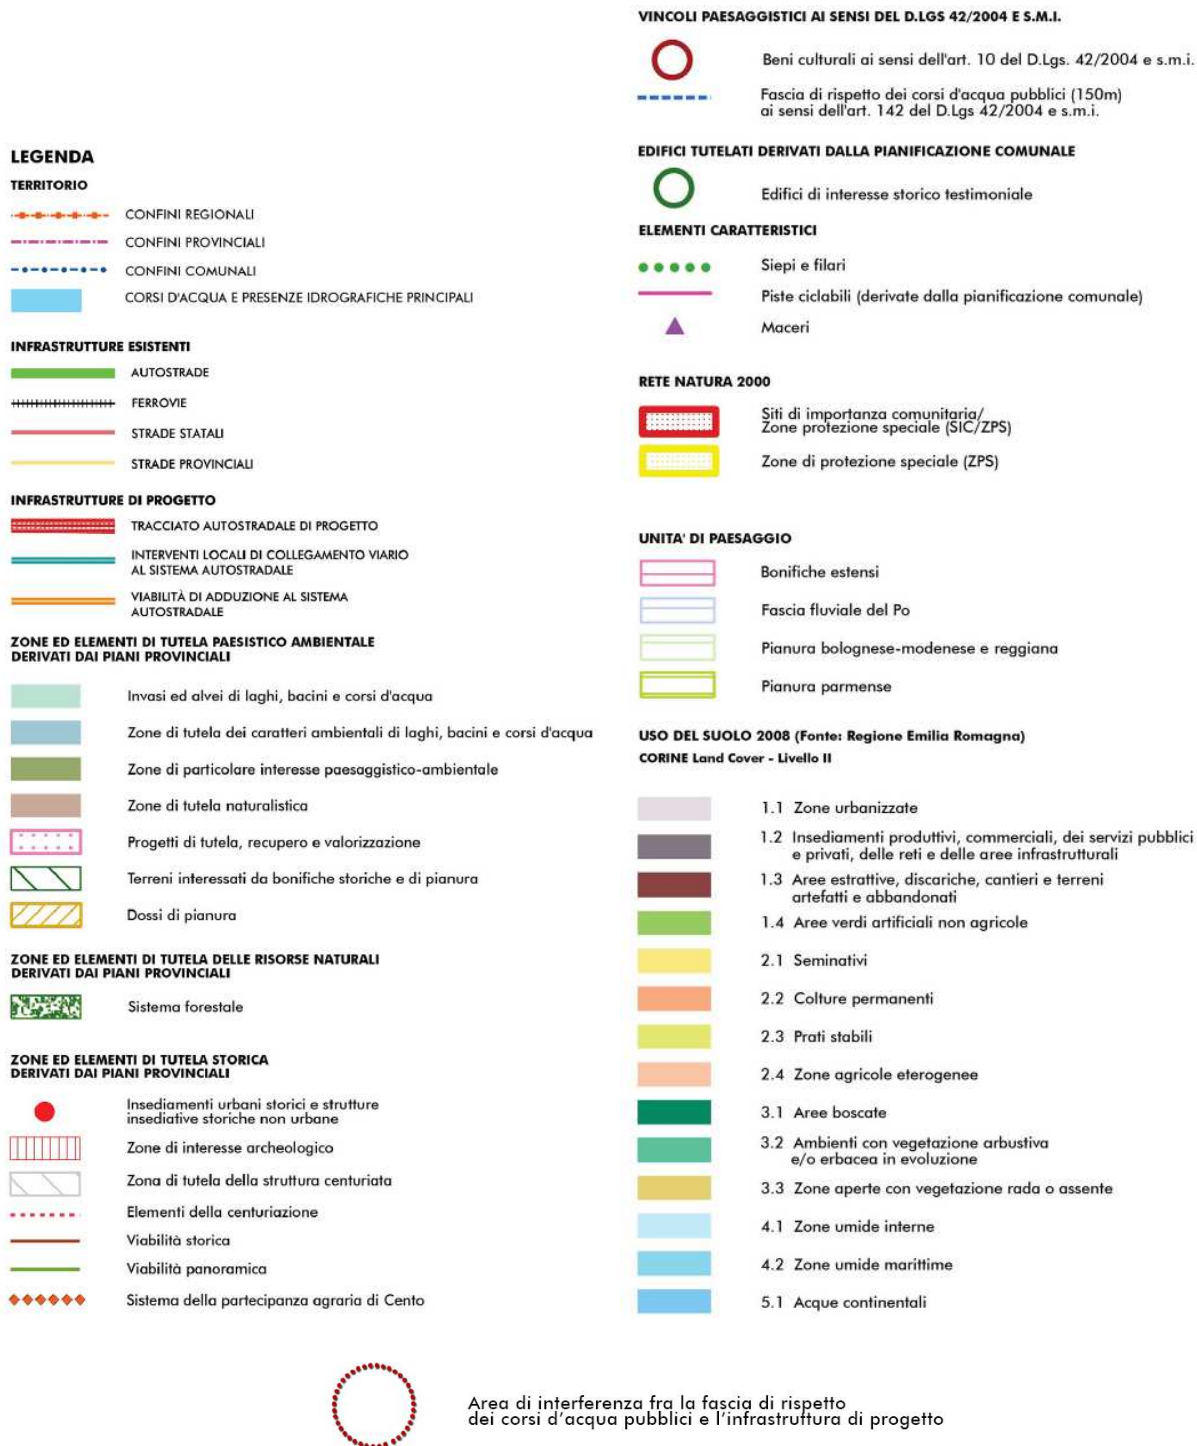 LEGENDA
TERRITORIO
CONFINI REGIONALI
CONFINI PROVINCIALI
CONFINI COMUNALI
CORSI D'ACQUA E PRESENZE IDROGRAFICHE PRINCIPALI
INFRASTRUTTURE ESISTENTI
AUTOSTRADE
FERROVIE
STRADE STATALI
STRADE PROVINCIALI
INFRASTRUTTURE DI PROGETTO
TRACCIATO AUTOSTRADALE DI PROGETTO
INTERVENTI LOCALI DI COLLEGAMENTO VIARIO
AL SISTEMA AUTOSTRADALE
VIABILITÀ DI ADDUZIONE AL SISTEMA
AUTOSTRADALE
ZONE ED ELEMENTI DI TUTELA PAESISTICO AMBIENTALE
DERIVATI DAI PIANI PROVINCIALI
Invasi ed alvei di laghi, bacini e corsi d'acqua
Zone di tutela dei caratteri ambientali di laghi, bacini e corsi d'acqua
Zone di particolare interesse paesaggistico-ambientale
Zone di tutela naturalistica
Progetti di tutela, recupero e valorizzazione
Terreni interessati da bonifiche storiche e di pianura
Dossi di pianura
ZONE ED ELEMENTI DI TUTELA DELLE RISORSE NATURALI
DERIVATI DAI PIANI PROVINCIALI
Sistema forestale
ZONE ED ELEMENTI DI TUTELA STORICA
DERIVATI DAI PIANI PROVINCIALI
Insediamenti urbani storici e strutture
insediative storiche non urbane
Zone di interesse archeologico
Zona di tutela della struttura centuriata
Elementi della centuriazione
Viabilità storica
Viabilità panoramica
Sistema della partecipanza agraria di Cento
VINCOLI PAESAGGISTICI AI SENSI DEL D.LGS 42/2004 E S.M.I.
Beni culturali ai sensi dell'art. 10 del D.Lgs. 42/2004 e s.m.i.
Fascia di rispetto dei corsi d'acqua pubblici (150m)
ai sensi dell'art. 142 del D.Lgs 42/2004 e s.m.i.
EDIFICI TUTELATI DERIVATI DALLA PIANIFICAZIONE COMUNALE
Edifici di interesse storico testimoniale
ELEMENTI CARATTERISTICI
Siepi e filari
Piste ciclabili (derivate dalla pianificazione comunale)
Maceri
RETE NATURA 2000
Siti di importanza comunitaria/
Zone protezione speciale (SIC/ZPS)
Zone di protezione speciale (ZPS)
UNITA' DI PAESAGGIO
Bonifiche estensi
Fascia fluviale del Po
Pianura bolognese-modenese e reggiana
Pianura parmense
USO DEL SUOLO 2008 (Fonte: Regione Emilia Romagna)
CORINE Land Cover - Livello II
1.1 Zone urbanizzate
1.2 Insediamenti produttivi, commerciali, dei servizi pubblici
e privati, delle reti e delle aree infrastrutturali
1.3 Aree estrattive, discariche, cantieri e terreni
artefatti e abbandonati
1.4 Aree verdi artificiali non agricole
2.1 Seminativi
2.2 Colture permanenti
2.3 Prati stabili
2.4 Zone agricole eterogenee
3.1 Aree boscate
3.2 Ambienti con vegetazione arbustiva
e/o erbacea in evoluzione
3.3 Zone aperte con vegetazione rada o assente
4.1 Zone umide interne
4.2 Zone umide marittime
5.1 Acque continentali
Area di interferenza fra la fascia di rispetto
dei corsi d'acqua pubblici e l'infrastruttura di progetto